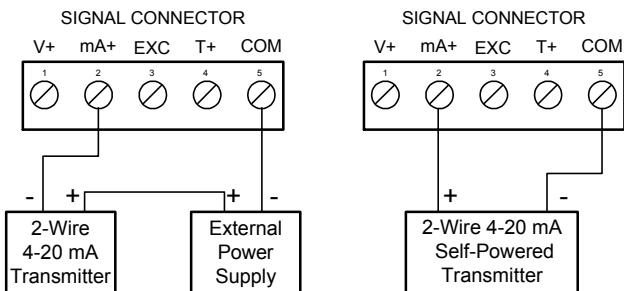 SIGNAL CONNECTOR
V+ mA+ EXC T+ COM
1 2 3 4 5
- + + -
2-Wire
4-20 mA
Transmitter
External
Power
Supply
SIGNAL CONNECTOR
V+ mA+ EXC T+ COM
1 2 3 4 5
+ -
2-Wire 4-20 mA
Self-Powered
Transmitter